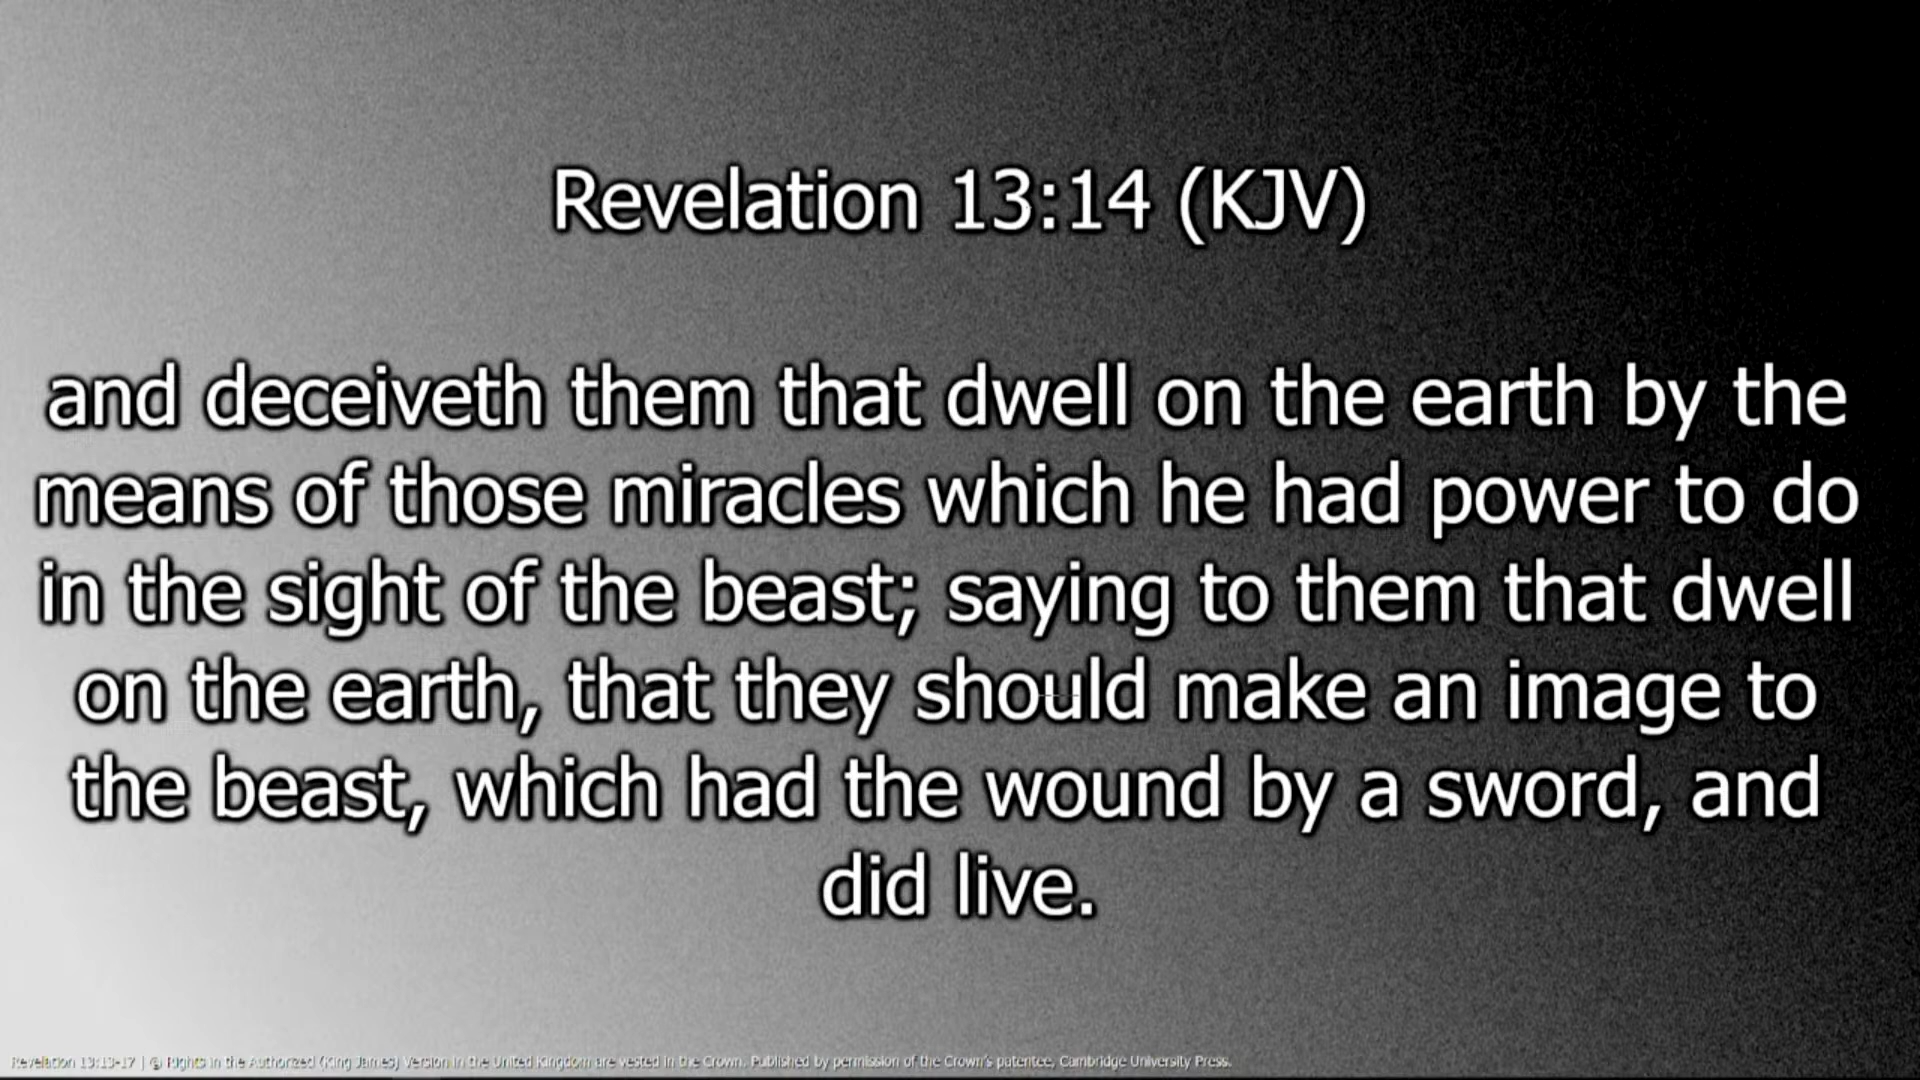 Revelation 13:14 (KJV)
and deceiveth them that dwell on the earth by the
means of those miracles which he had power to do
in the sight of the beast; saying to them that dwell
on the earth, that they should make an image to
the beast, which had the wound by a sword, and
did live.
Revelation 13:13-17 | © Rights in the Authorized (King James) Version in the United Kingdom are vested in the Crown. Published by permission of the Crown's patentee, Cambridge University Press.